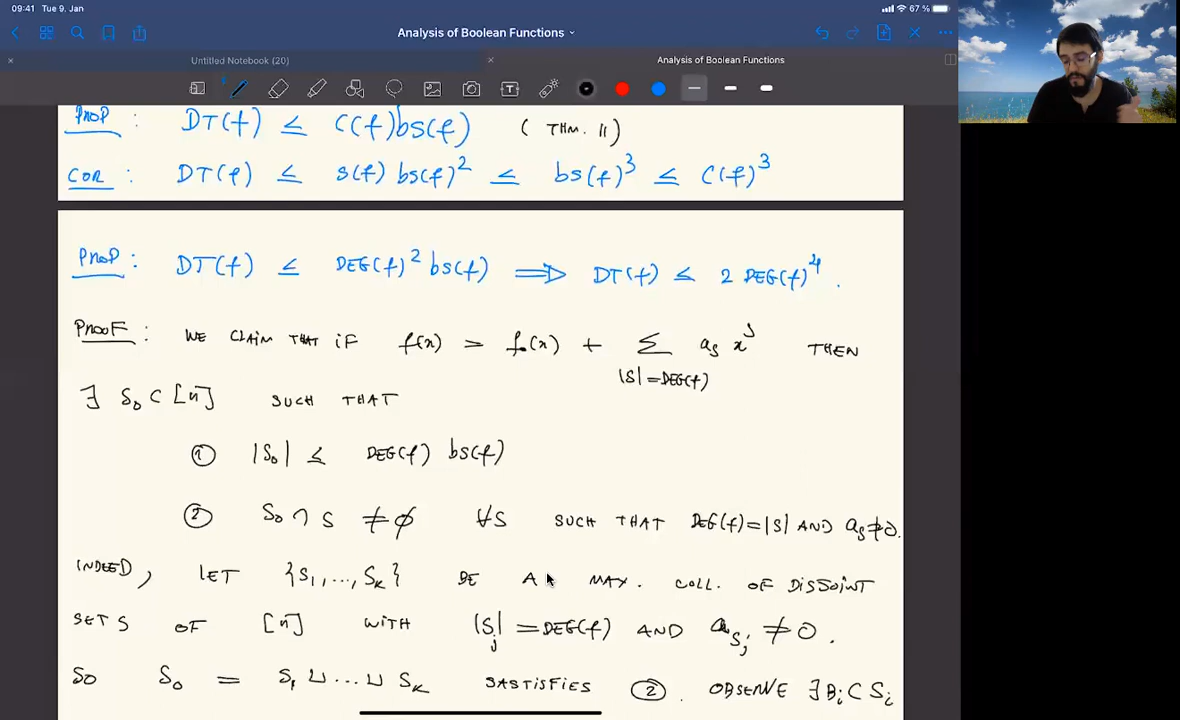 09:41 Tue 9. Jan
67 %
Analysis of Boolean Functions
Untitled Notebook (20)
Analysis of Boolean Functions
PROP : DT(f) ≤ C(f)bs(f) (THM. 11)
COR : DT(f) ≤ s(f) bs(f)² ≤ bs(f)³ ≤ C(f)³
PROP : DT(f) ≤ DEG(f)² bs(f) ⟹ DT(f) ≤ 2 DEG(f)⁴ .
PROOF : WE CLAIM THAT IF f(x) = f₀(x) + Σ a_S x^S THEN
|S|=DEG(f)
∃ S₀ ⊂ [n] SUCH THAT
① |S₀| ≤ DEG(f) bs(f)
② S₀ ∩ S ≠ ∅ ∀S SUCH THAT DEG(f)=|S| AND a_S≠0.
INDEED, LET {S₁,...,S_K} BE A MAX. COLL. OF DISJOINT
SETS OF [n] WITH |S_j|=DEG(f) AND a_{S_j} ≠ 0 .
SO S₀ = S₁ ⊔ ... ⊔ S_K SASTISFIES ② . OBSERVE ∃ B_i ⊂ S_i